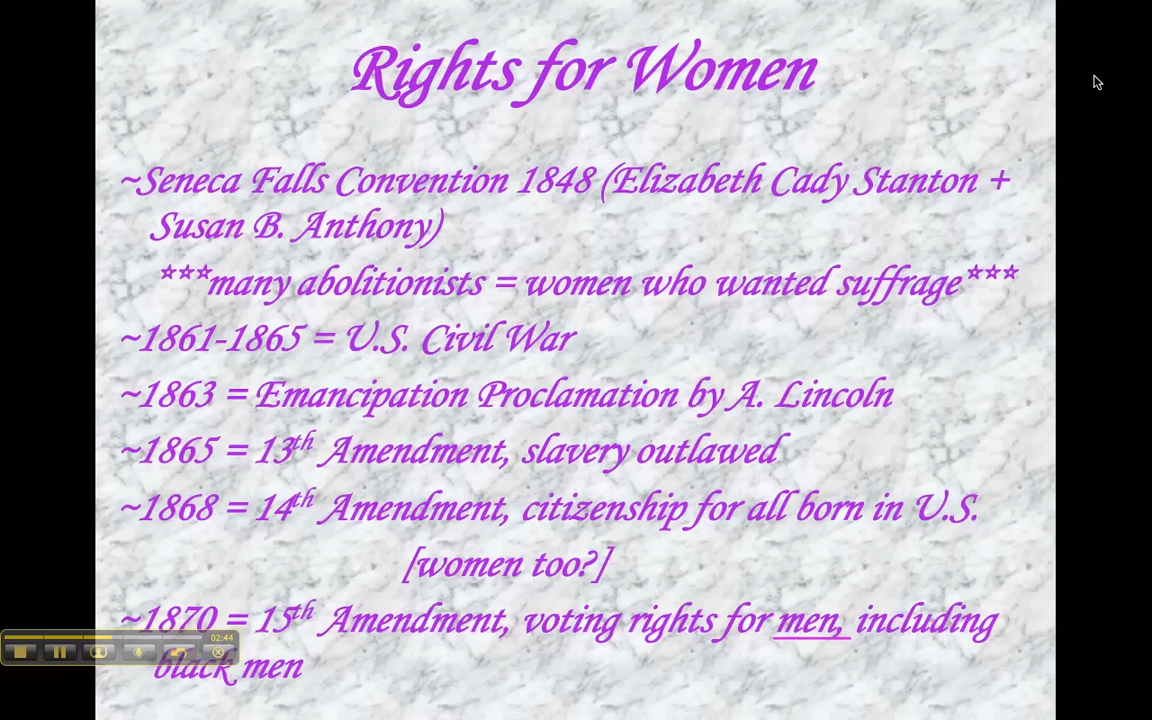 Rights for Women
~Seneca Falls Convention 1848 (Elizabeth Cady Stanton +
Susan B. Anthony)
***many abolitionists = women who wanted suffrage***
~1861-1865 = U.S. Civil War
~1863 = Emancipation Proclamation by A. Lincoln
~1865 = 13th Amendment, slavery outlawed
~1868 = 14th Amendment, citizenship for all born in U.S.
[women too?]
~1870 = 15th Amendment, voting rights for men, including
02:44
black men